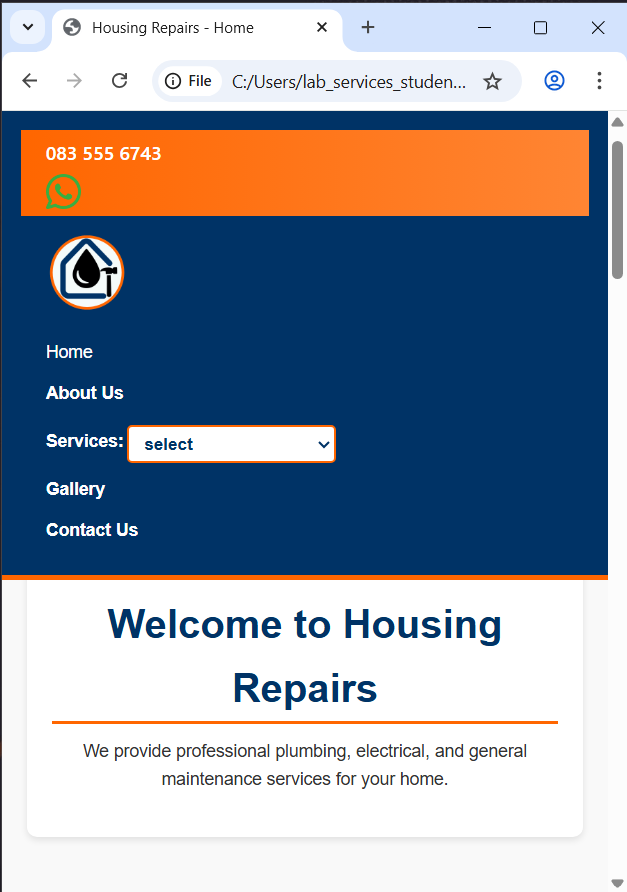 Housing Repairs - Home
File C:/Users/lab_services_studen...
083 555 6743
Home
About Us
Services: select
Gallery
Contact Us
Welcome to Housing
Repairs
We provide professional plumbing, electrical, and general
maintenance services for your home.